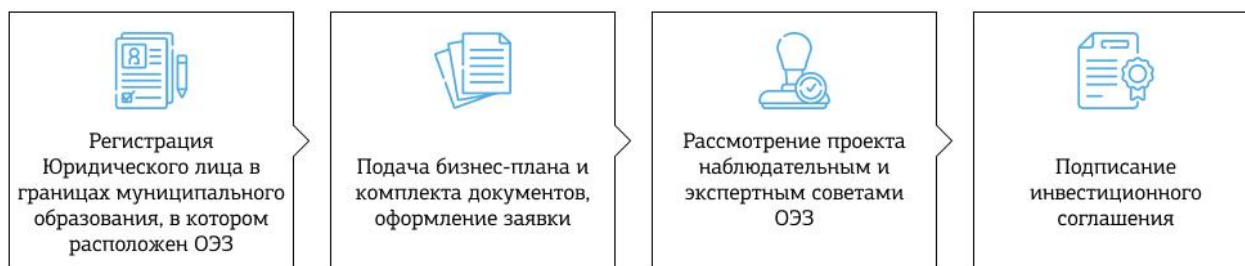 Регистрация
Юридического лица в
границах муниципального
образования, в котором
расположен ОЭЗ
Подача бизнес-плана и
комплекта документов,
оформление заявки
Рассмотрение проекта
наблюдательным и
экспертным советами
ОЭЗ
Подписание
инвестиционного
соглашения